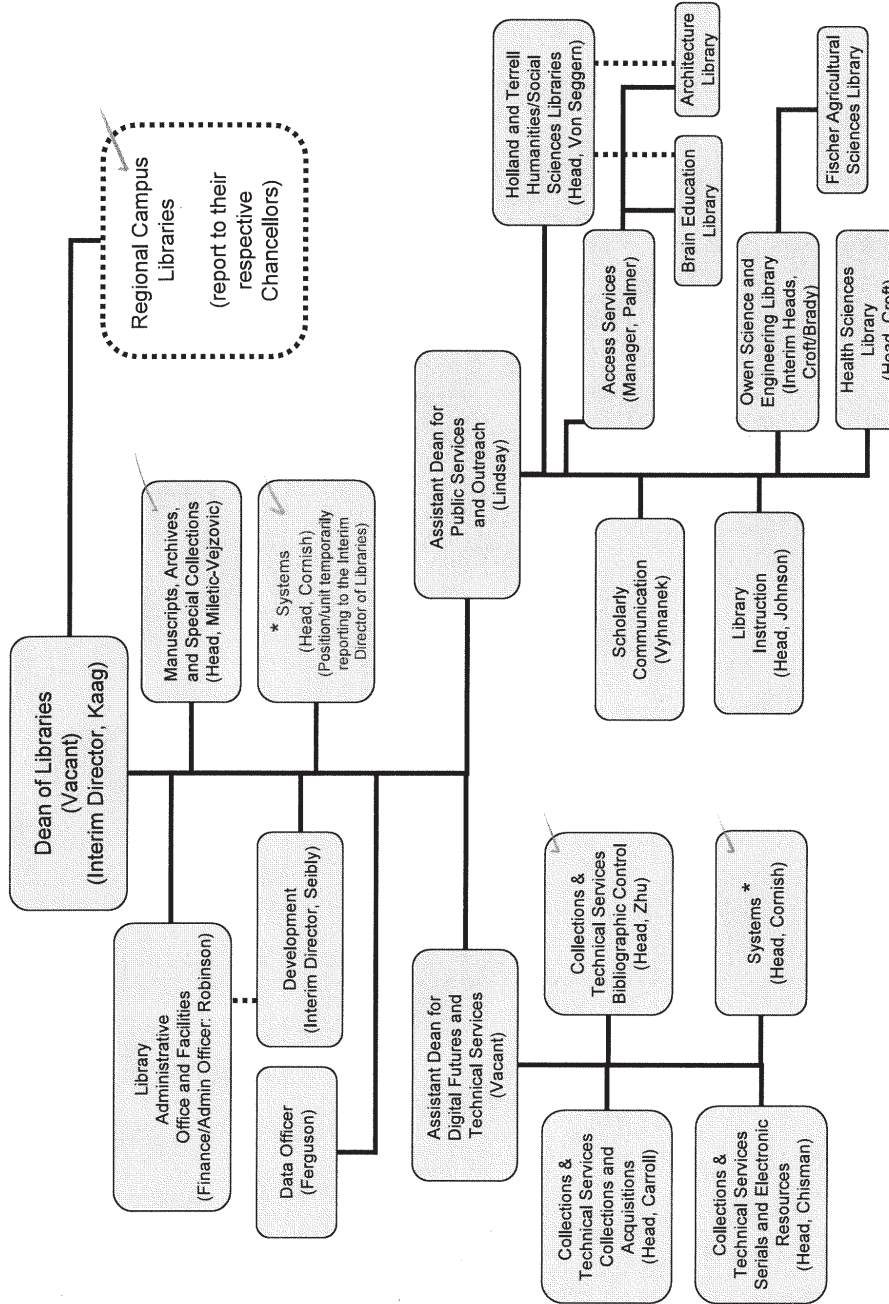 Dean of Libraries
(Vacant)
(Interim Director, Kaag)
Regional Campus
Libraries
(report to their
respective
Chancellors)
Library
Administrative
Office and Facilities
(Finance/Admin Officer: Robinson)
Manuscripts, Archives,
and Special Collections
(Head, Miletic-Vejzovic)
Development
(Interim Director, Seibly)
* Systems
(Head, Cornish)
(Position/unit temporarily
reporting to the Interim
Director of Libraries)
Data Officer
(Ferguson)
Assistant Dean for
Digital Futures and
Technical Services
(Vacant)
Collections &
Technical Services
Collections and
Acquisitions
(Head, Carroll)
Collections &
Technical Services
Bibliographic Control
(Head, Zhu)
Collections &
Technical Services
Serials and Electronic
Resources
(Head, Chisman)
Systems *
(Head, Cornish)
Assistant Dean for
Public Services
and Outreach
(Lindsay)
Holland and Terrell
Humanities/Social
Sciences Libraries
(Head, Von Seggern)
Access Services
(Manager, Palmer)
Brain Education
Library
Architecture
Library
Scholarly
Communication
(Vyhnanek)
Library
Instruction
(Head, Johnson)
Owen Science and
Engineering Library
(Interim Heads,
Croft/Brady)
Fischer Agricultural
Sciences Library
Health Sciences
Library
(Head, Croft)